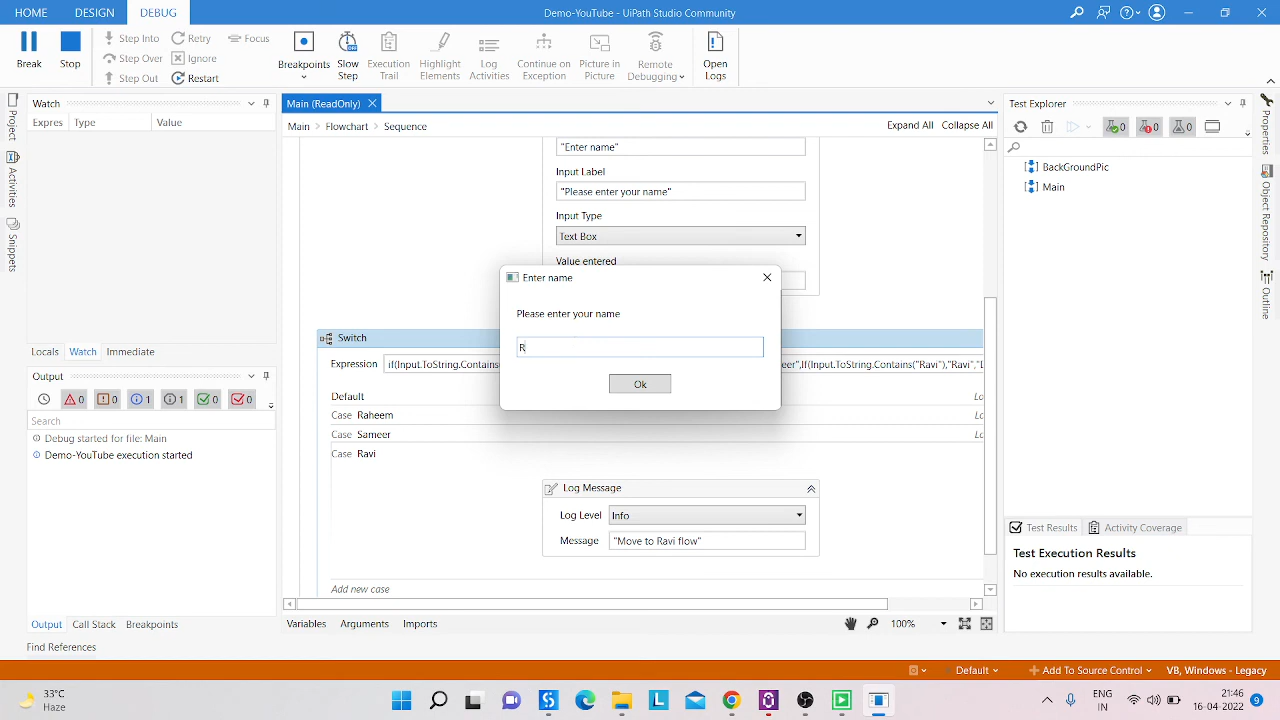 HOME DESIGN DEBUG
Demo-YouTube - UiPath Studio Community
Break
Stop
Step Into
Step Over
Step Out
Retry
Ignore
Restart
Focus
Breakpoints
Slow
Step
Execution
Trail
Highlight
Elements
Log
Activities
Continue on
Exception
Picture in
Picture
Remote
Debugging
Open
Logs
Project
Activities
Snippets
Watch
Expres Type Value
Locals Watch Immediate
Output
0 0 1 1 0 0
Search
Debug started for file: Main
Demo-YouTube execution started
Output Call Stack Breakpoints
Find References
Main (ReadOnly)
Main > Flowchart > Sequence
Expand All Collapse All
"Enter name"
Input Label
"Please enter your name"
Input Type
Text Box
Value entered
Enter name
Please enter your name
R
Ok
Switch
Expression if(Input.ToString.Contains
eer",If(Input.ToString.Contains("Ravi"),"Ravi","D
Default
Case Raheem
Case Sameer
Case Ravi
Log Message
Log Level Info
Message "Move to Ravi flow"
Add new case
Variables Arguments Imports
100%
Test Explorer
0 0 0
BackGroundPic
Main
Test Results Activity Coverage
Test Execution Results
No execution results available.
Properties
Object Repository
Outline
Default
Add To Source Control
VB, Windows - Legacy
33°C
Haze
ENG
IN
21:46
16-04-2022
9